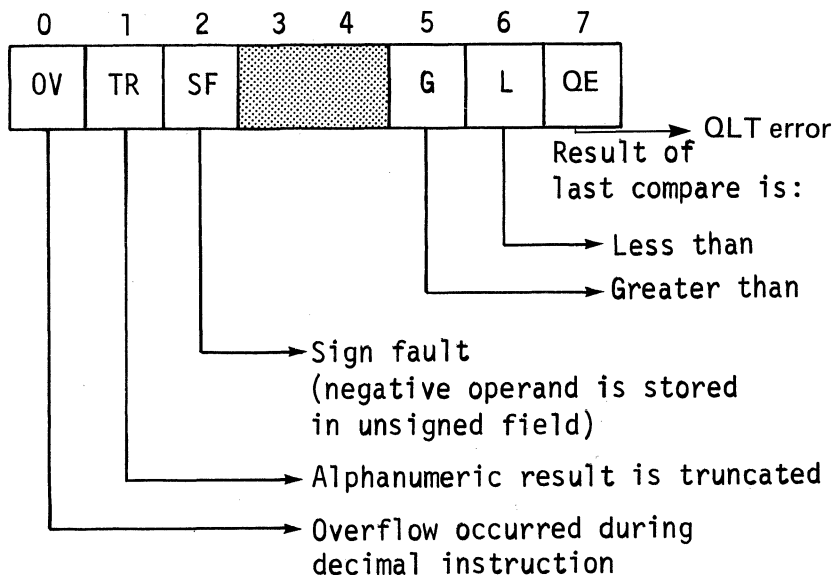 0 1 2 3 4 5 6 7
OV TR SF G L QE
QLT error
Result of
last compare is:
Less than
Greater than
Sign fault
(negative operand is stored
in unsigned field)
Alphanumeric result is truncated
Overflow occurred during
decimal instruction